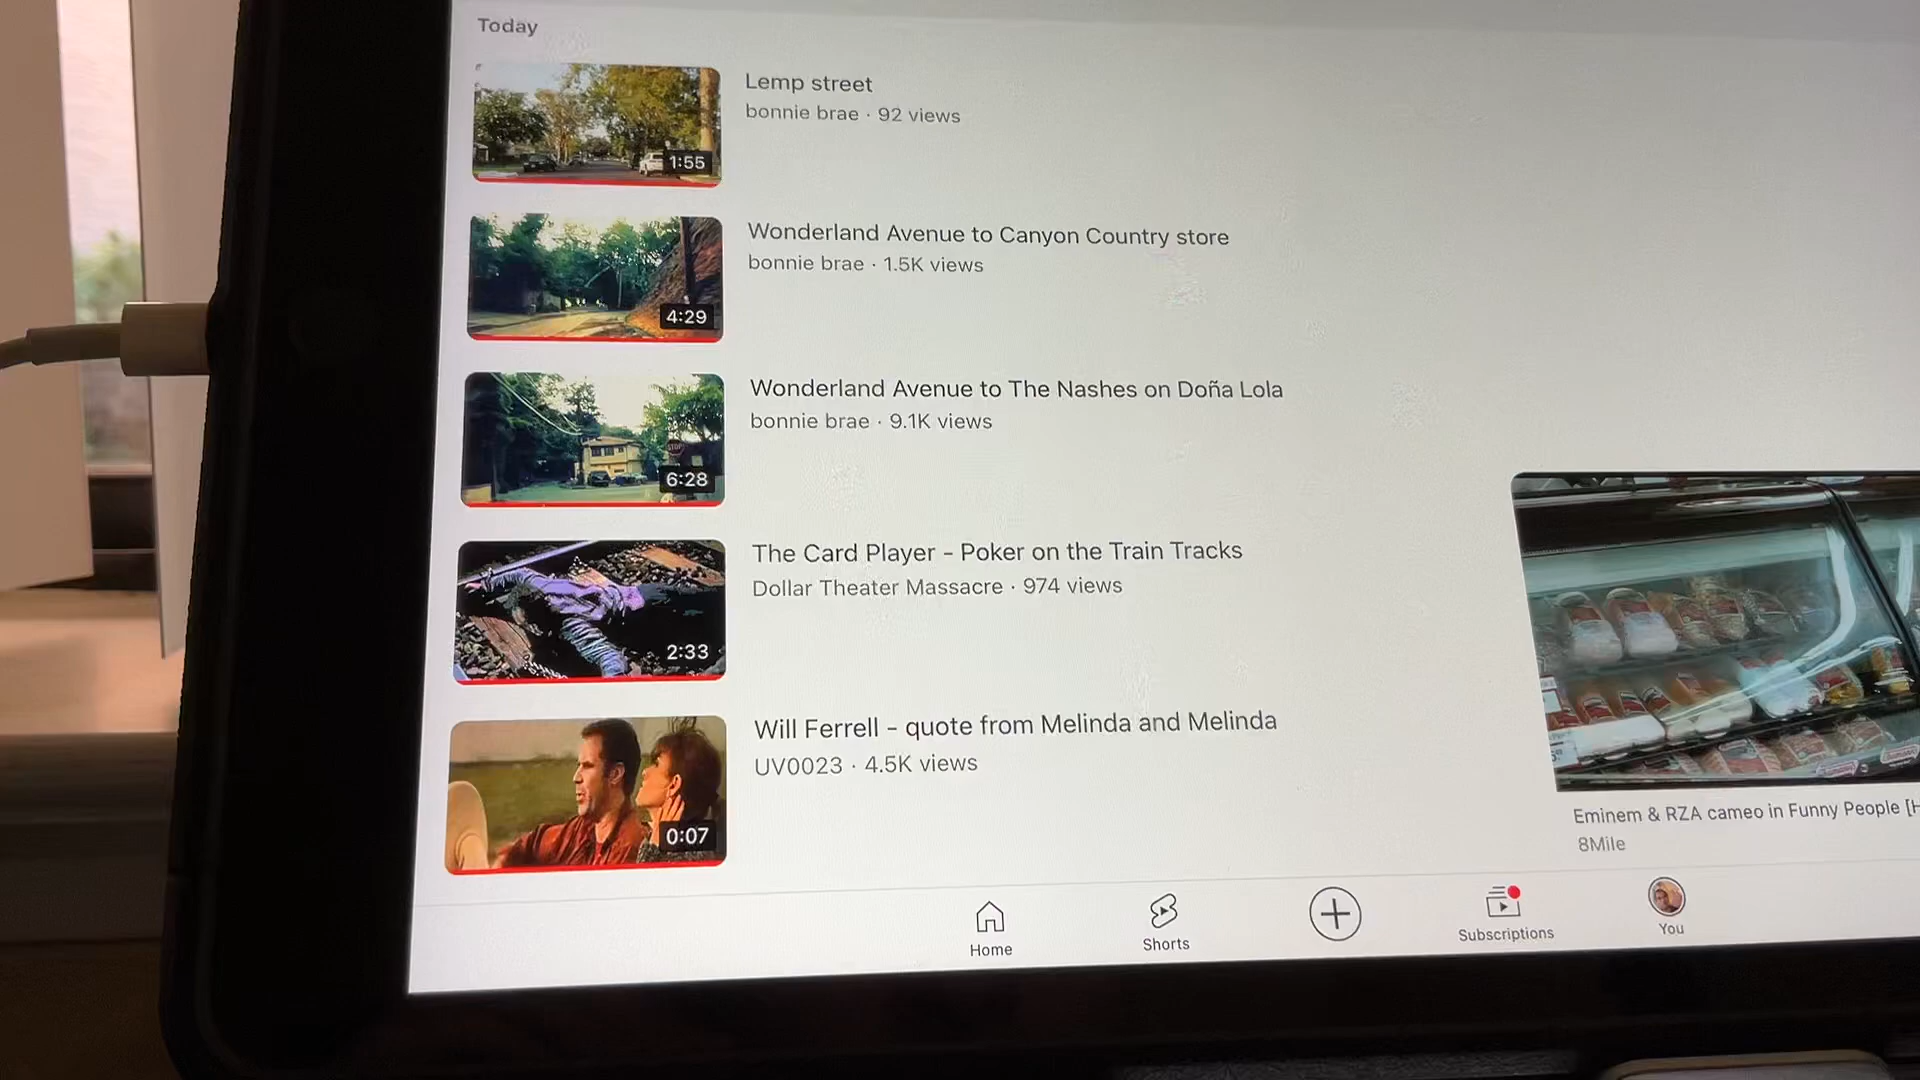 Today
Lemp street
bonnie brae · 92 views
1:55
Wonderland Avenue to Canyon Country store
bonnie brae · 1.5K views
4:29
Wonderland Avenue to The Nashes on Doña Lola
bonnie brae · 9.1K views
STOP
6:28
The Card Player - Poker on the Train Tracks
Dollar Theater Massacre · 974 views
2:33
Will Ferrell - quote from Melinda and Melinda
UV0023 · 4.5K views
0:07
Eminem & RZA cameo in Funny People [H
8Mile
Home
Shorts
Subscriptions
You